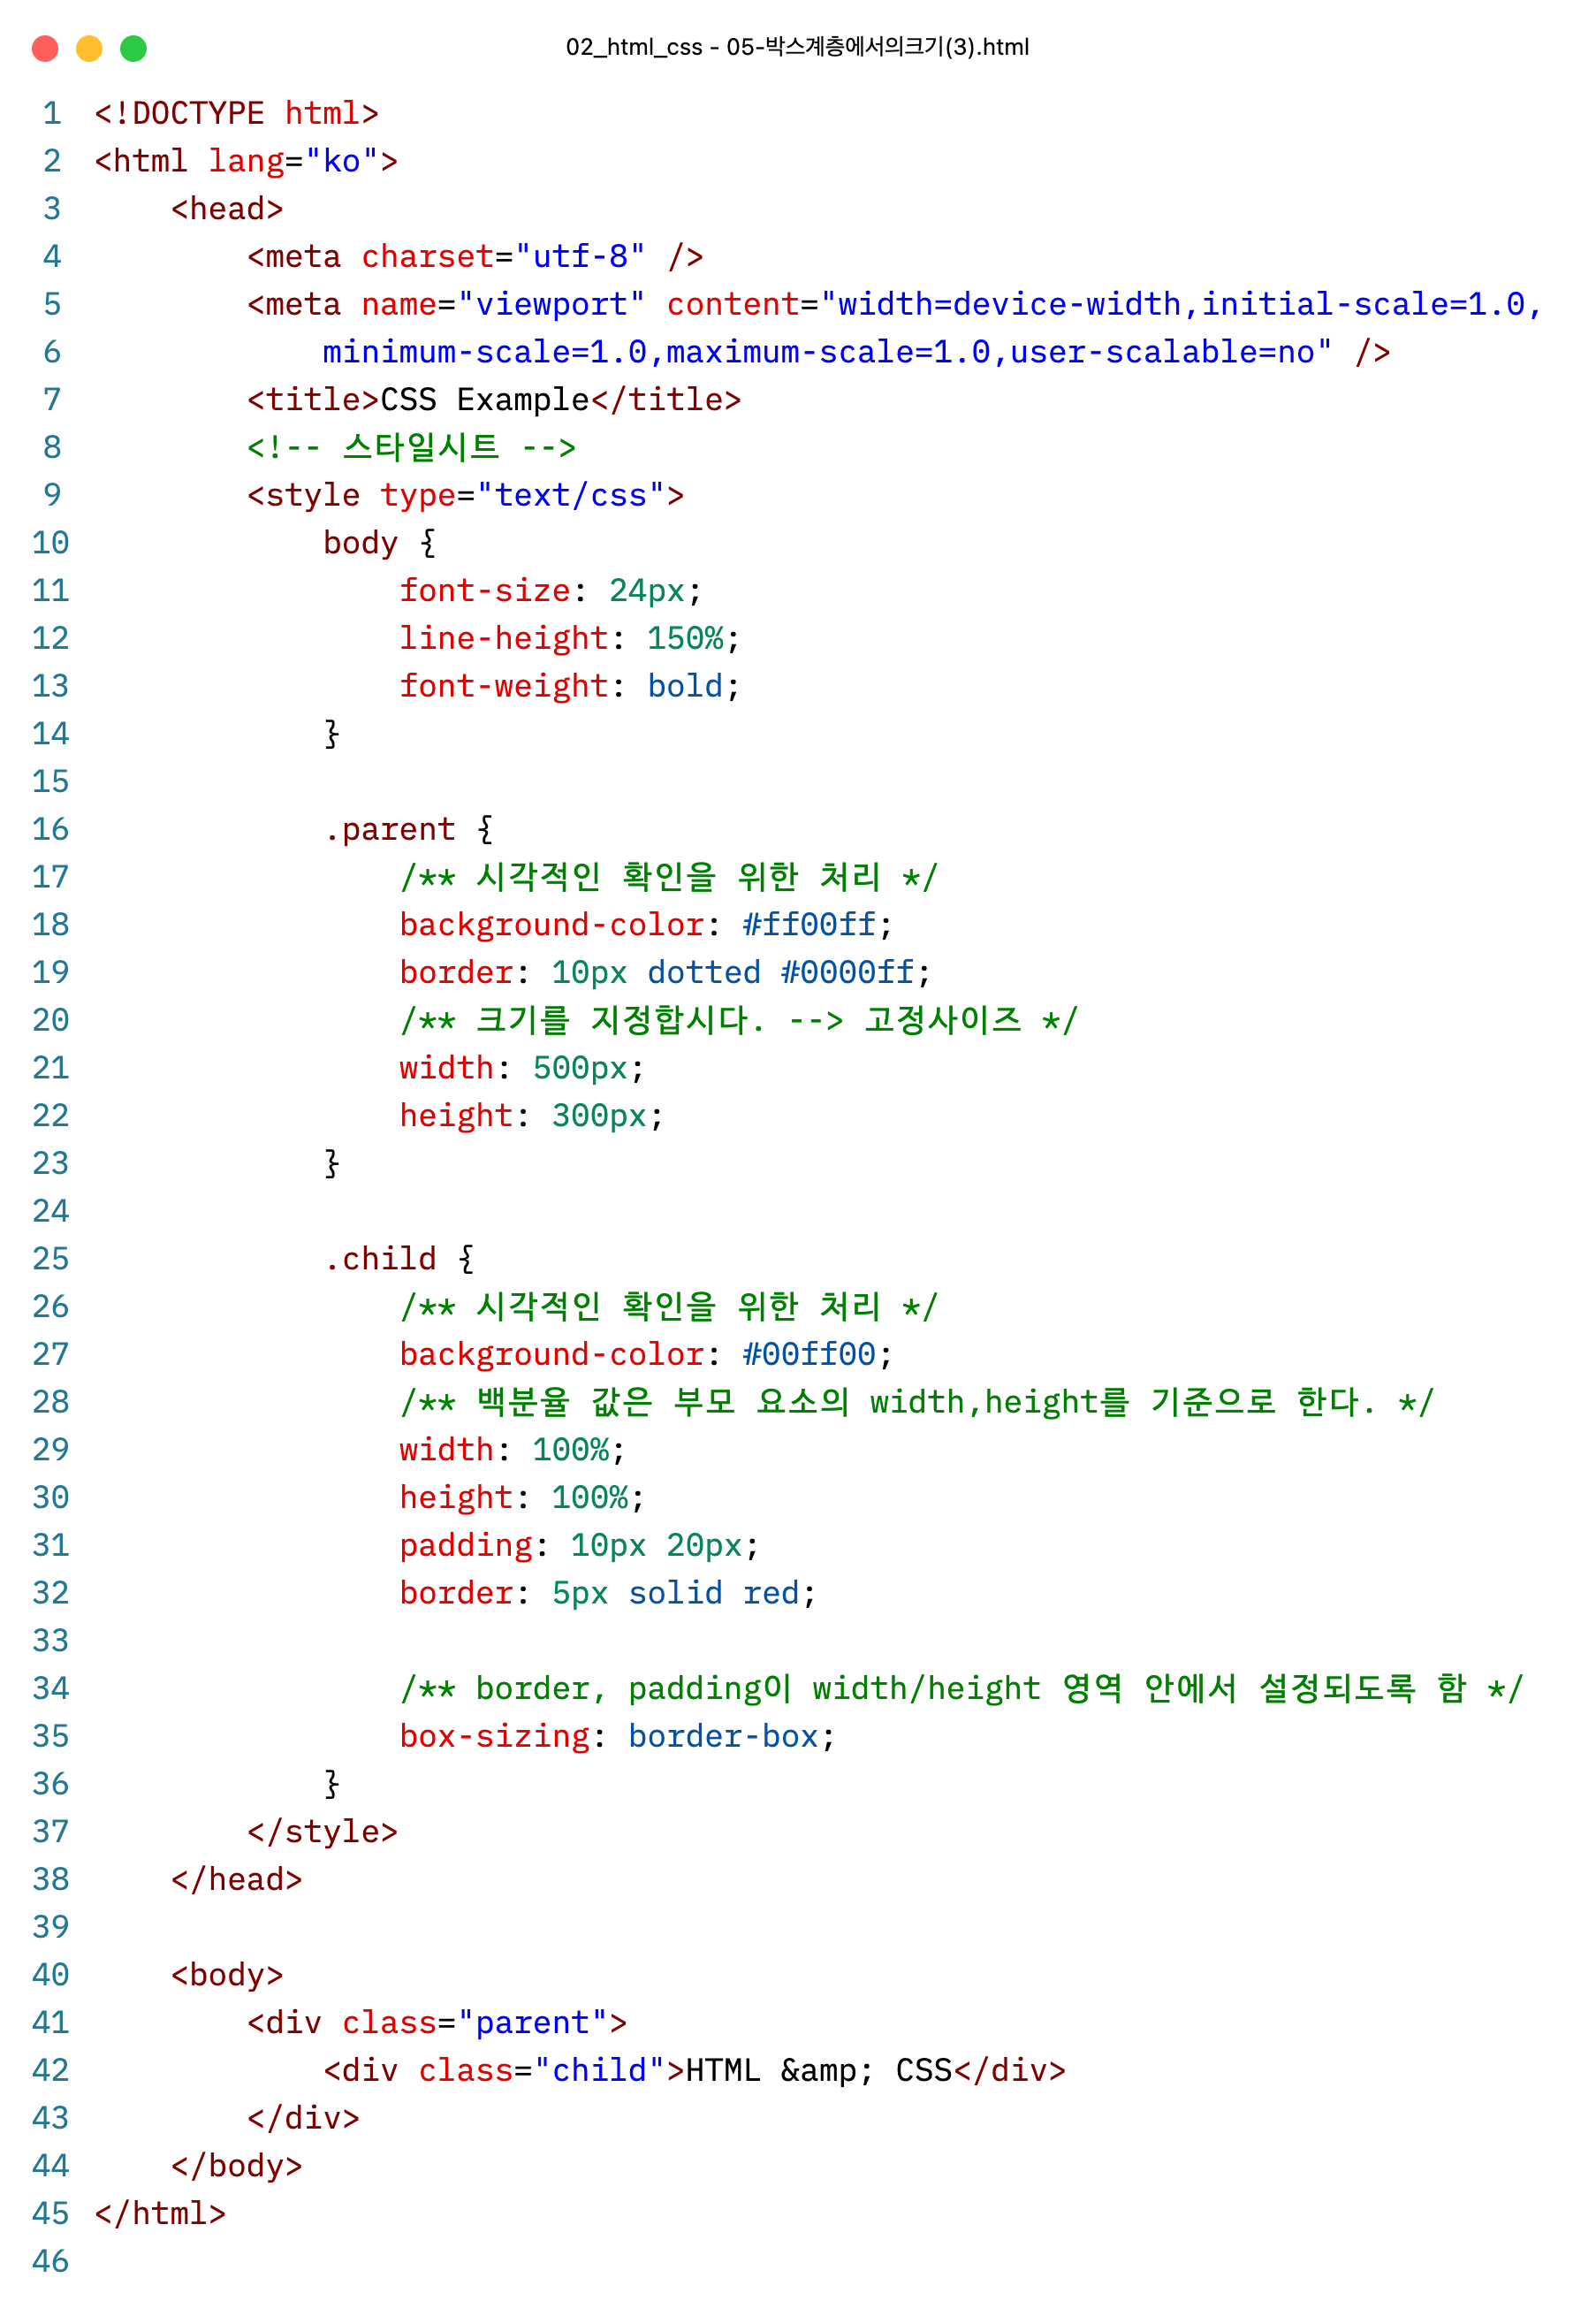 02_html_css - 05-박스계층에서의크기(3).html
1 <!DOCTYPE html>
2 <html lang="ko">
3     <head>
4         <meta charset="utf-8" />
5         <meta name="viewport" content="width=device-width,initial-scale=1.0,
6             minimum-scale=1.0,maximum-scale=1.0,user-scalable=no" />
7         <title>CSS Example</title>
8         <!-- 스타일시트 -->
9         <style type="text/css">
10             body {
11                 font-size: 24px;
12                 line-height: 150%;
13                 font-weight: bold;
14             }
15
16             .parent {
17                 /** 시각적인 확인을 위한 처리 */
18                 background-color: #ff00ff;
19                 border: 10px dotted #0000ff;
20                 /** 크기를 지정합시다. --> 고정사이즈 */
21                 width: 500px;
22                 height: 300px;
23             }
24
25             .child {
26                 /** 시각적인 확인을 위한 처리 */
27                 background-color: #00ff00;
28                 /** 백분율 값은 부모 요소의 width,height를 기준으로 한다. */
29                 width: 100%;
30                 height: 100%;
31                 padding: 10px 20px;
32                 border: 5px solid red;
33
34                 /** border, padding이 width/height 영역 안에서 설정되도록 함 */
35                 box-sizing: border-box;
36             }
37         </style>
38     </head>
39
40     <body>
41         <div class="parent">
42             <div class="child">HTML &amp; CSS</div>
43         </div>
44     </body>
45 </html>
46